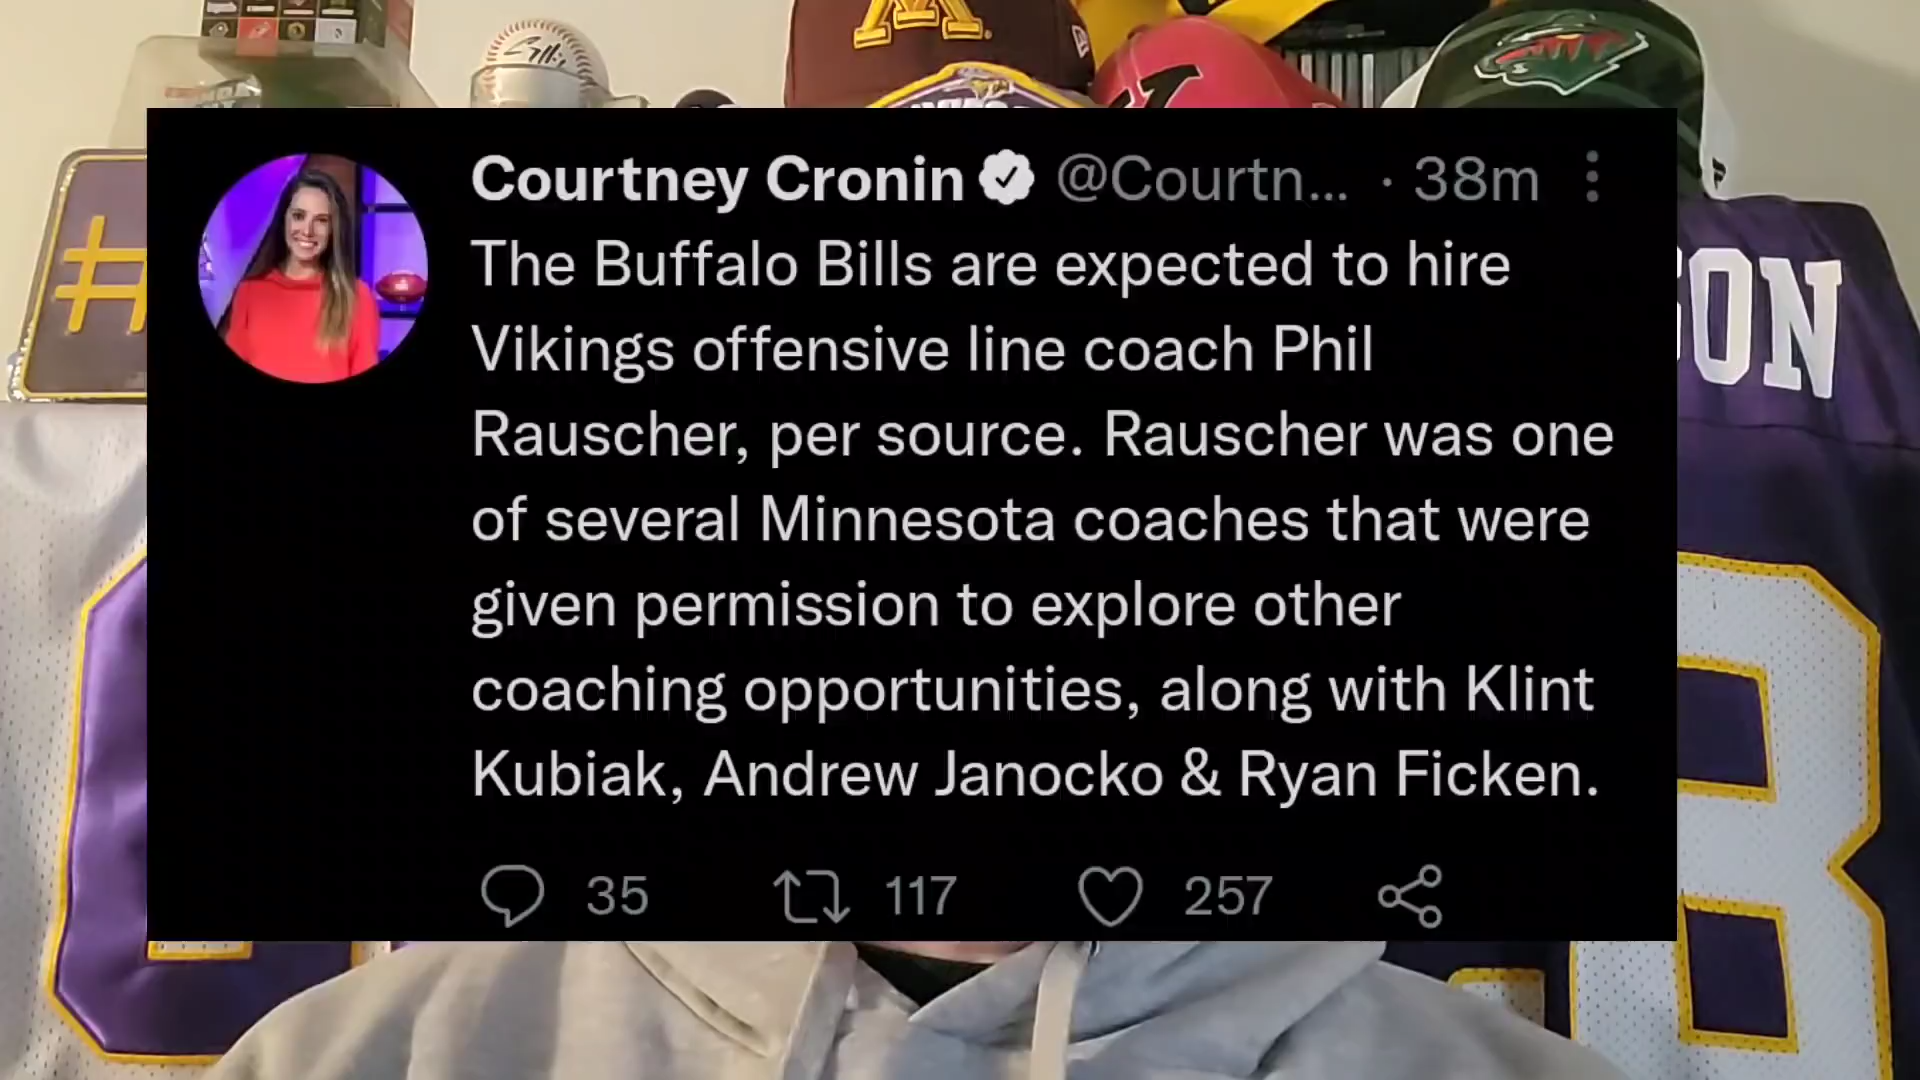 Courtney Cronin @Courtn... · 38m
The Buffalo Bills are expected to hire
Vikings offensive line coach Phil
Rauscher, per source. Rauscher was one
of several Minnesota coaches that were
given permission to explore other
coaching opportunities, along with Klint
Kubiak, Andrew Janocko & Ryan Ficken.
35 117 257
M
#
ON
8